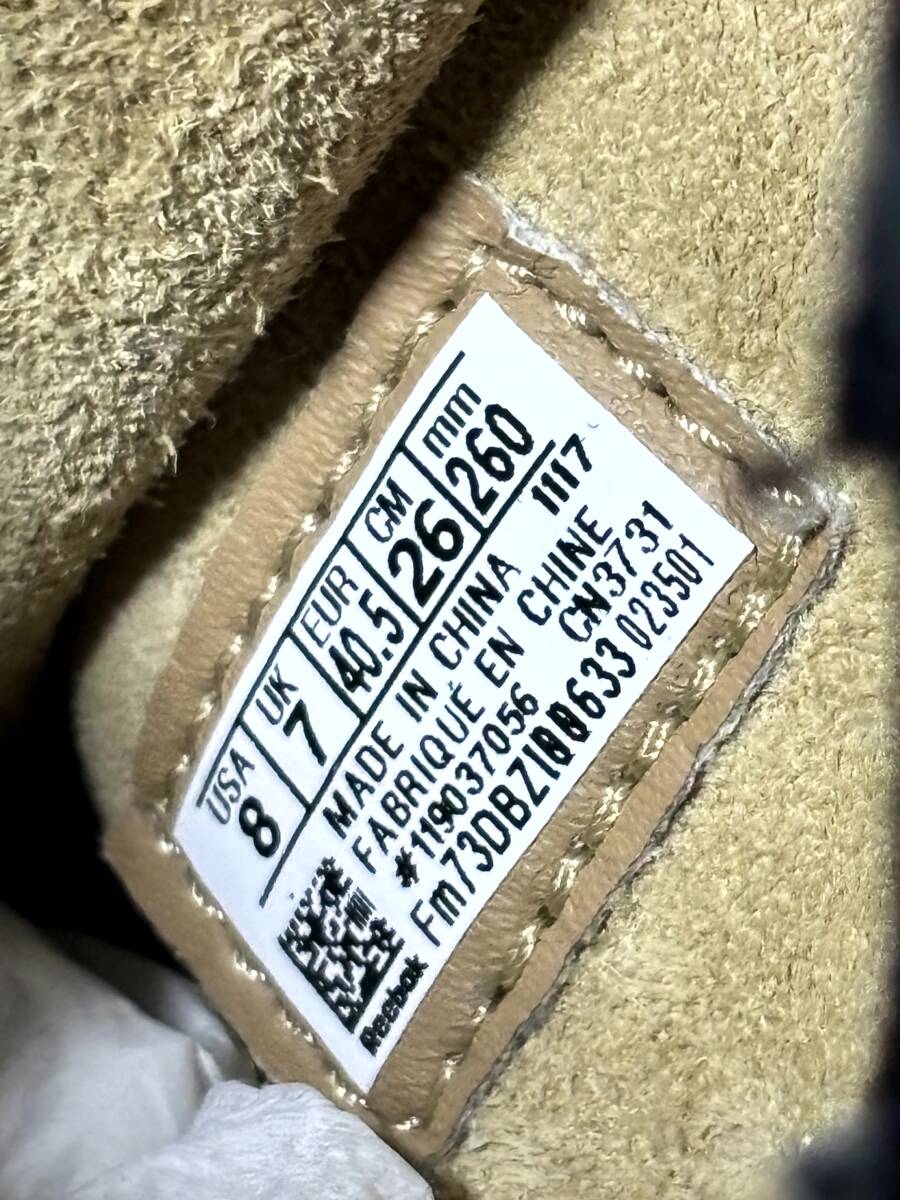 USA UK EUR CM mm
8 7 40.5 26 260
MADE IN CHINA 1117
FABRIQUÉ EN CHINE
#119037056 CN3731
Fm73DBZ100633 023501
Reebok